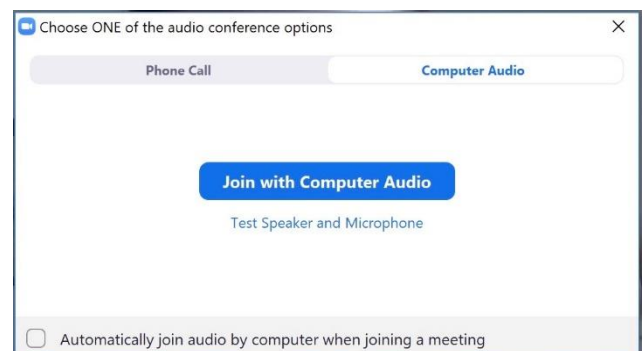 Choose ONE of the audio conference options
Phone Call
Computer Audio
Join with Computer Audio
Test Speaker and Microphone
Automatically join audio by computer when joining a meeting